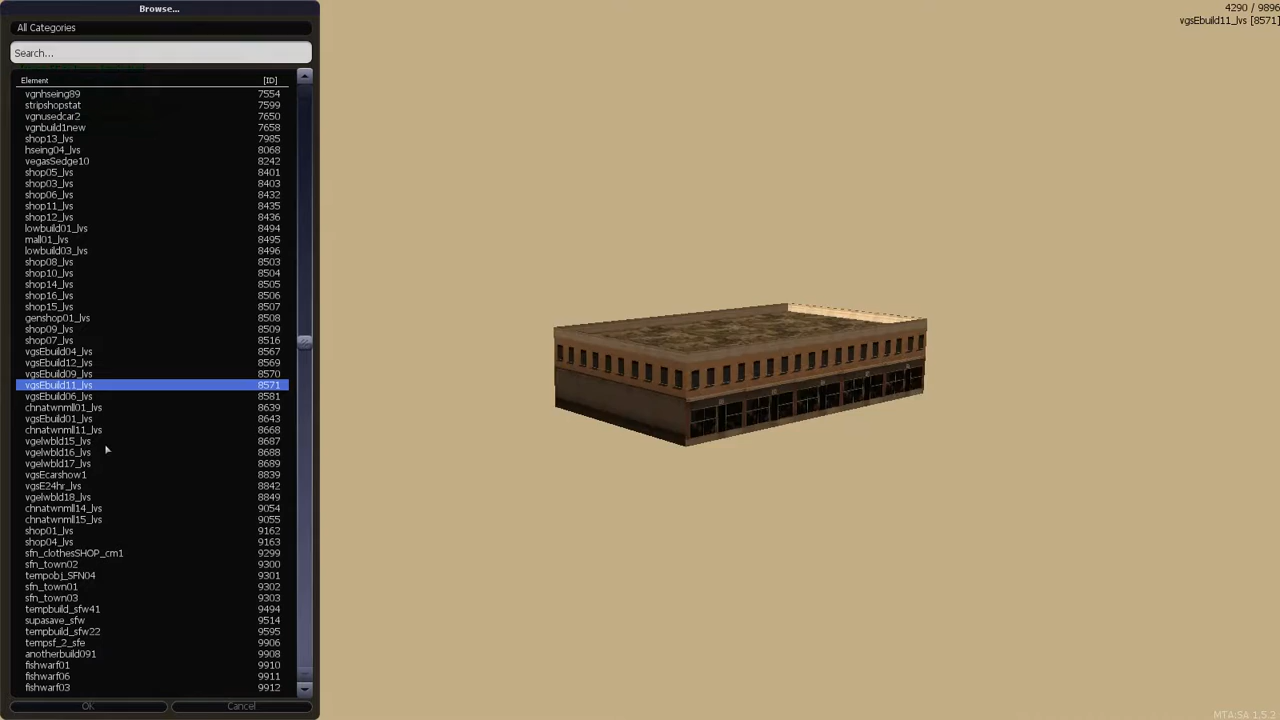 Browse...
4290 / 9896
vgsEbuild11_lvs [8571]
All Categories
Search...
Element [ID]
vgnhseing89 7554
stripshopstat 7599
vgnusedcar2 7650
vgnbuild1new 7658
shop13_lvs 7985
hseing04_lvs 8068
vegasSedge10 8242
shop05_lvs 8401
shop03_lvs 8403
shop06_lvs 8432
shop11_lvs 8435
shop12_lvs 8436
lowbuild01_lvs 8494
mall01_lvs 8495
lowbuild03_lvs 8496
shop08_lvs 8503
shop10_lvs 8504
shop14_lvs 8505
shop16_lvs 8506
shop15_lvs 8507
genshop01_lvs 8508
shop09_lvs 8509
shop07_lvs 8516
vgsEbuild04_lvs 8567
vgsEbuild12_lvs 8569
vgsEbuild09_lvs 8570
vgsEbuild11_lvs 8571
vgsEbuild06_lvs 8581
chnatwnmll01_lvs 8639
vgsEbuild01_lvs 8643
chnatwnmll11_lvs 8668
vgelwbld15_lvs 8687
vgelwbld16_lvs 8688
vgelwbld17_lvs 8689
vgsEcarshow1 8839
vgsE24hr_lvs 8842
vgelwbld18_lvs 8849
chnatwnmll14_lvs 9054
chnatwnmll15_lvs 9055
shop01_lvs 9162
shop04_lvs 9163
sfn_clothesSHOP_cm1 9299
sfn_town02 9300
tempobj_SFN04 9301
sfn_town01 9302
sfn_town03 9303
tempbuild_sfw41 9494
supasave_sfw 9514
tempbuild_sfw22 9595
tempsf_2_sfe 9906
anotherbuild091 9908
fishwarf01 9910
fishwarf06 9911
fishwarf03 9912
OK Cancel
MTA:SA 1.5.2